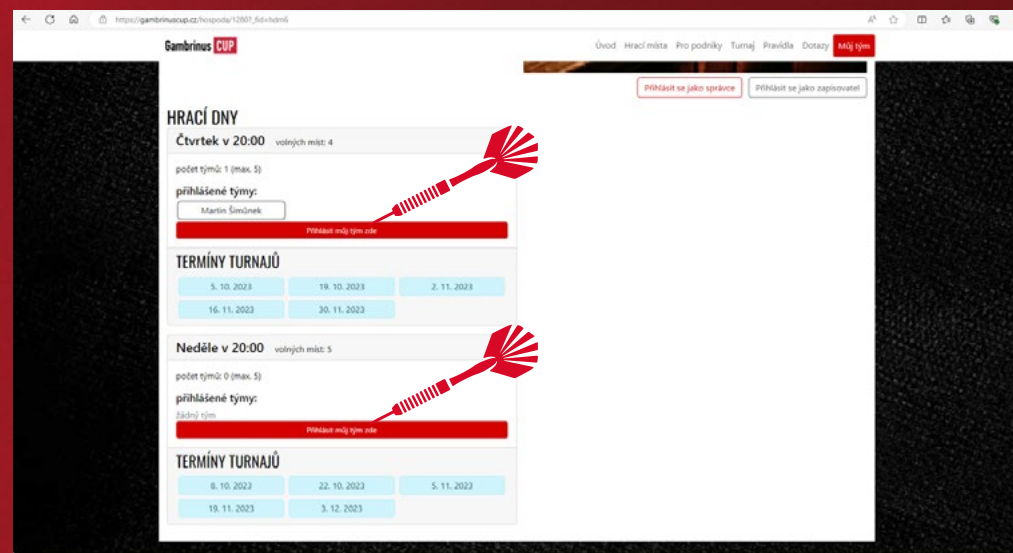 https://gambrinuscup.cz/hospoda/1280?_fid=hdm6
Gambrinus CUP
Úvod Hrací místa Pro podniky Turnaj Pravidla Dotazy Můj tým
Přihlásit se jako správce Přihlásit se jako zapisovatel
HRACÍ DNY
Čtvrtek v 20:00 volných míst: 4
počet týmů: 1 (max. 5)
přihlášené týmy:
Martin Šimůnek
Přihlásit můj tým zde
TERMÍNY TURNAJŮ
5. 10. 2023 19. 10. 2023 2. 11. 2023
16. 11. 2023 30. 11. 2023
Neděle v 20:00 volných míst: 5
počet týmů: 0 (max. 5)
přihlášené týmy:
žádný tým
Přihlásit můj tým zde
TERMÍNY TURNAJŮ
8. 10. 2023 22. 10. 2023 5. 11. 2023
19. 11. 2023 3. 12. 2023